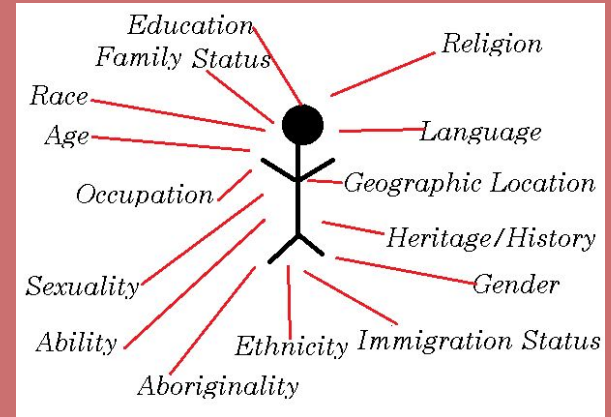 Education
Family Status
Religion
Race
Age
Language
Occupation
Geographic Location
Heritage/History
Sexuality
Gender
Ability
Ethnicity
Immigration Status
Aboriginality